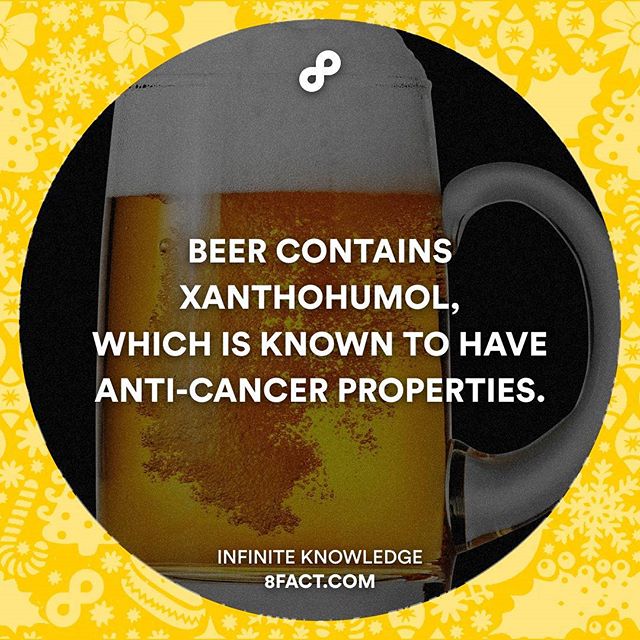 BEER CONTAINS
XANTHOHUMOL,
WHICH IS KNOWN TO HAVE
ANTI-CANCER PROPERTIES.
INFINITE KNOWLEDGE
8FACT.COM